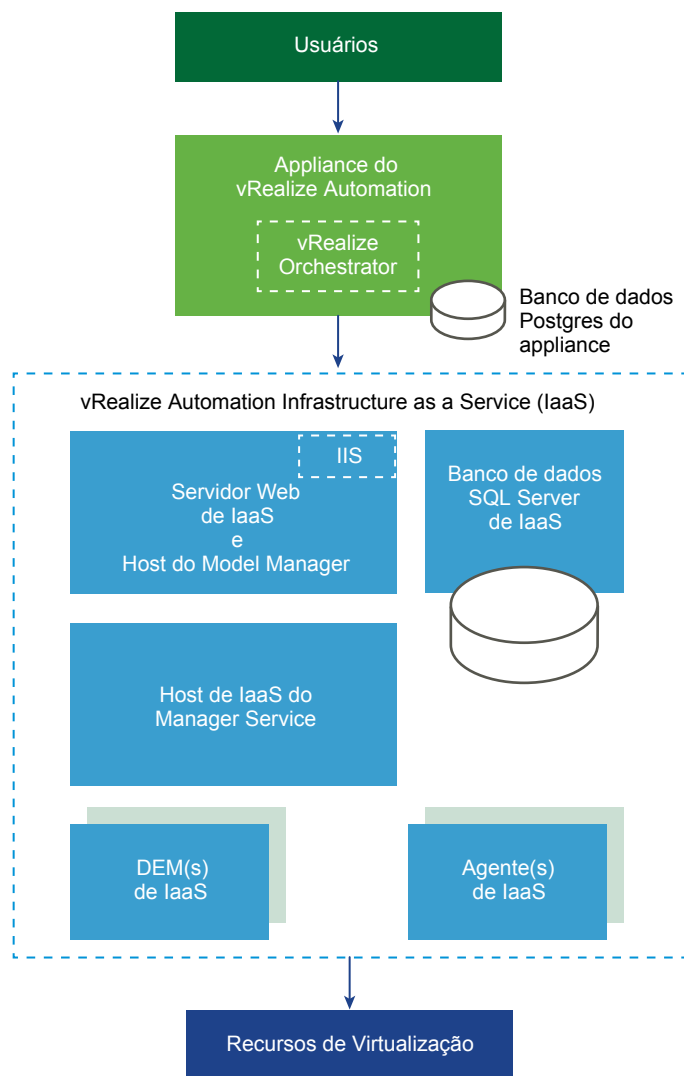 Usuários
Appliance do
vRealize Automation
vRealize
Orchestrator
Banco de dados
Postgres do
appliance
vRealize Automation Infrastructure as a Service (IaaS)
IIS
Servidor Web
de IaaS
e
Host do Model Manager
Banco de dados
SQL Server
de IaaS
Host de IaaS do
Manager Service
DEM(s)
de IaaS
Agente(s)
de IaaS
Recursos de Virtualização